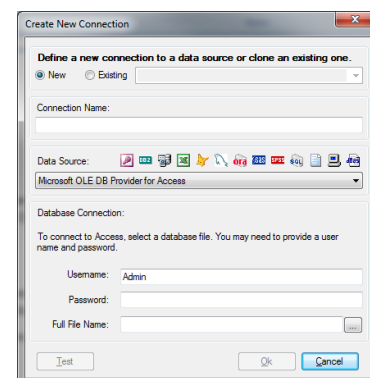 Create New Connection
Define a new connection to a data source or clone an existing one.
New Existing
Connection Name:
Data Source:
Microsoft OLE DB Provider for Access
Database Connection:
To connect to Access, select a database file. You may need to provide a user
name and password.
Username: Admin
Password:
Full File Name: ...
Test Ok Cancel